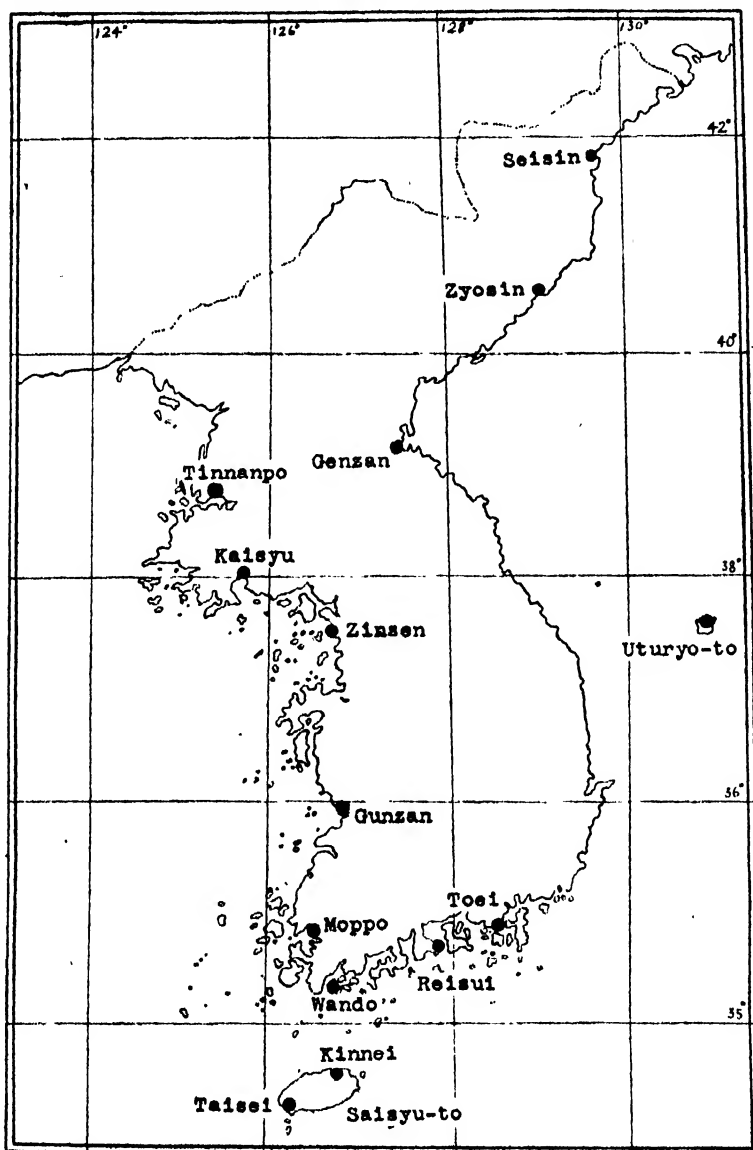 124°
126°
128°
130°
42°
Seisin
Zyosin
40°
Genzan
Tinnanpo
Kaisyu
38°
Zinsen
Uturyo-to
36°
Gunzan
Toei
Moppo
Reisui
Wando
35°
Kinnei
Taisei
Saisyu-to